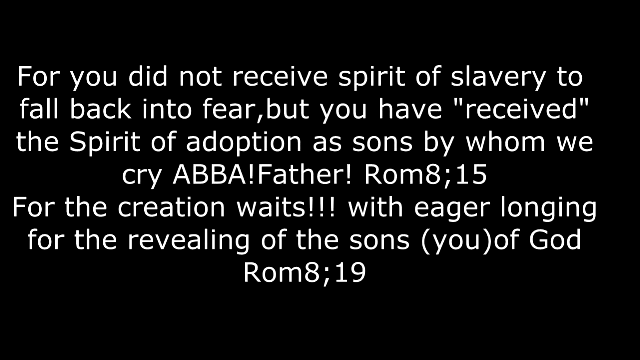 For you did not receive spirit of slavery to
fall back into fear,but you have "received"
the Spirit of adoption as sons by whom we
cry ABBA!Father! Rom8;15
For the creation waits!!! with eager longing
for the revealing of the sons (you)of God
Rom8;19